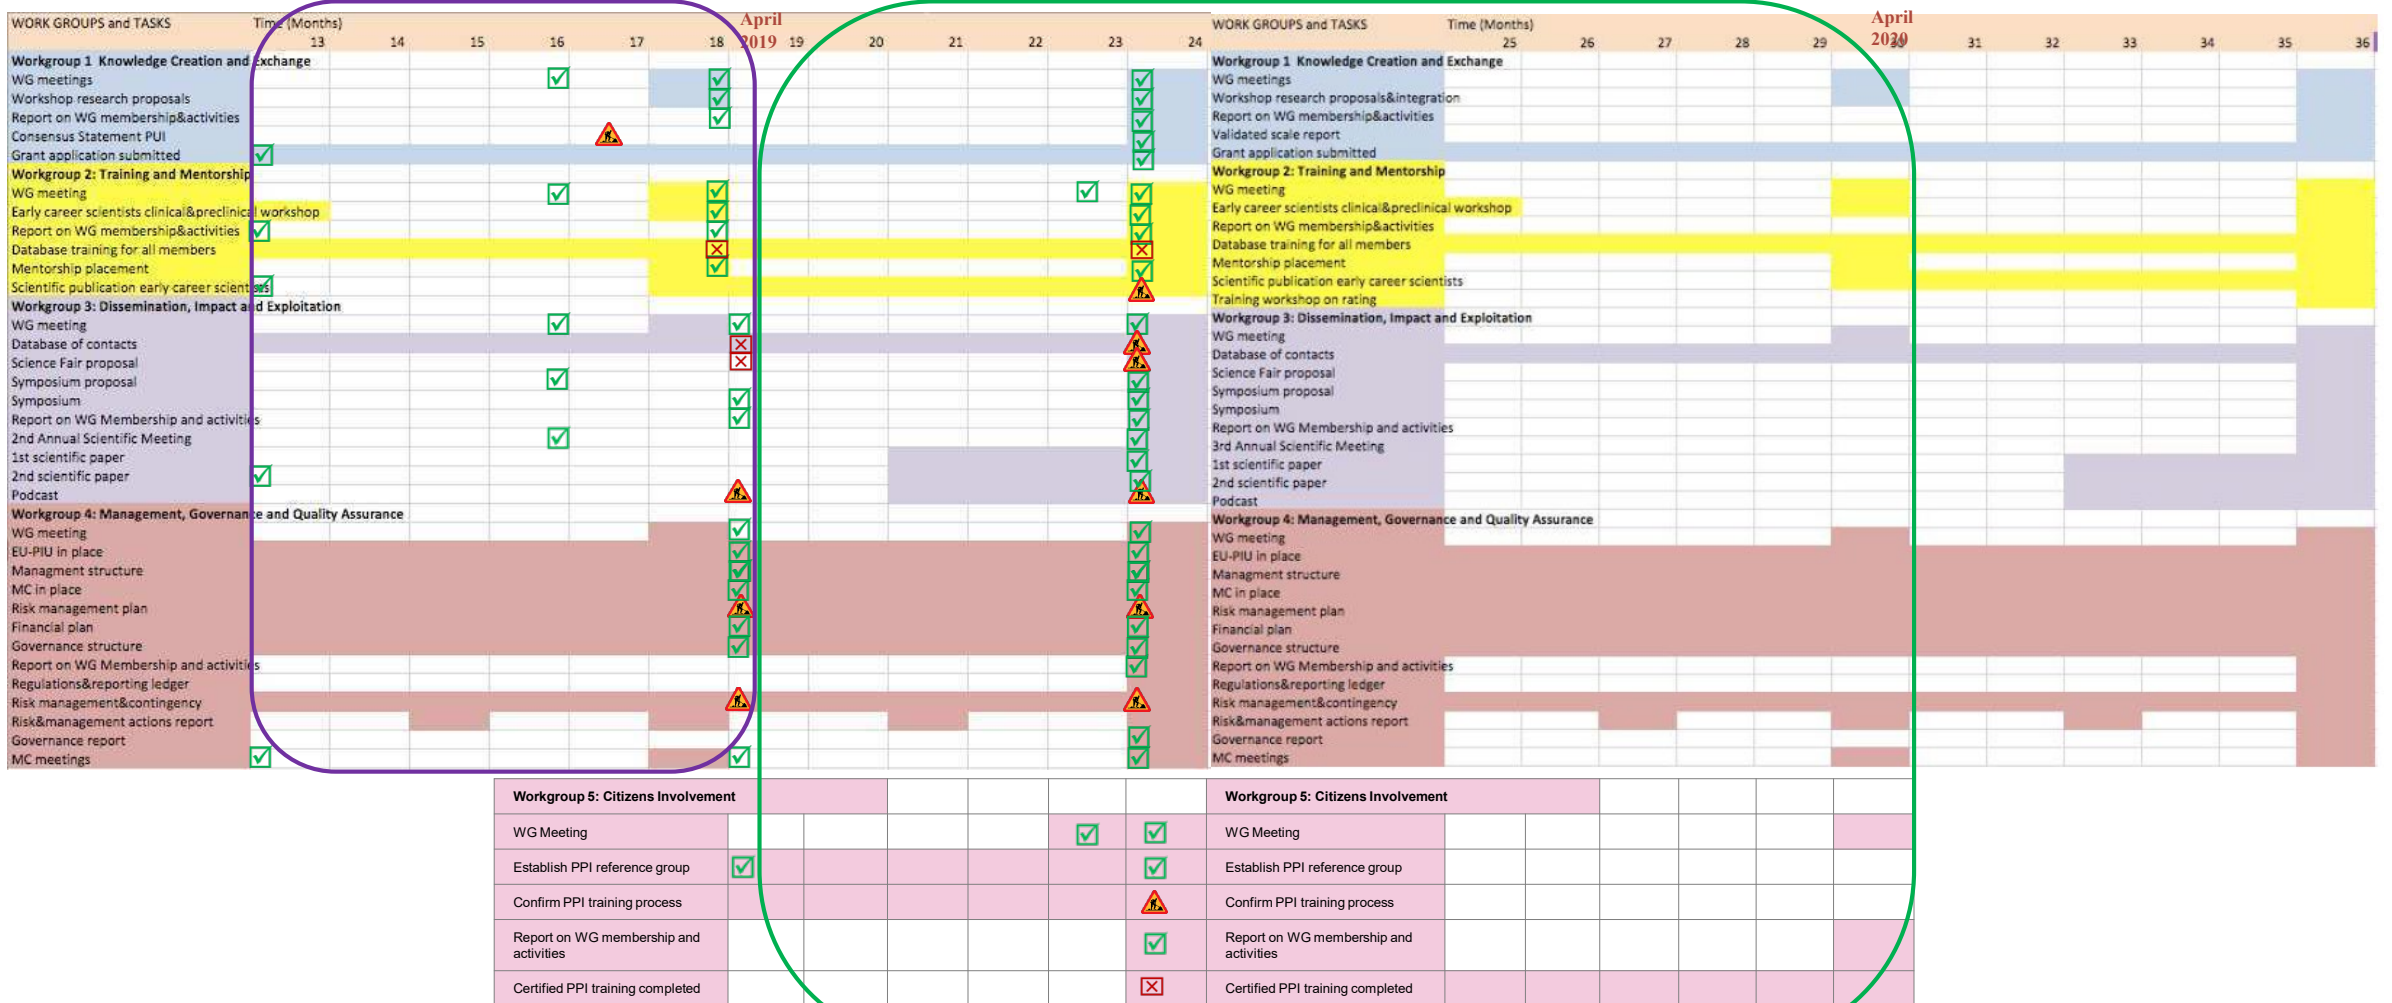 WORK GROUPS and TASKS Time (Months)
13 14 15 16 17 18 April 2019 19 20 21 22 23 24
Workgroup 1 Knowledge Creation and Exchange
WG meetings
Workshop research proposals
Report on WG membership&activities
Consensus Statement PUI
Grant application submitted
Workgroup 2: Training and Mentorship
WG meeting
Early career scientists clinical&preclinical workshop
Report on WG membership&activities
Database training for all members
Mentorship placement
Scientific publication early career scientists
Workgroup 3: Dissemination, Impact and Exploitation
WG meeting
Database of contacts
Science Fair proposal
Symposium proposal
Symposium
Report on WG Membership and activities
2nd Annual Scientific Meeting
1st scientific paper
2nd scientific paper
Podcast
Workgroup 4: Management, Governance and Quality Assurance
WG meeting
EU-PIU in place
Managment structure
MC in place
Risk management plan
Financial plan
Governance structure
Report on WG Membership and activities
Regulations&reporting ledger
Risk management&contingency
Risk&management actions report
Governance report
MC meetings
WORK GROUPS and TASKS Time (Months)
25 26 27 28 29 April 2020 30 31 32 33 34 35 36
Workgroup 1 Knowledge Creation and Exchange
WG meetings
Workshop research proposals&integration
Report on WG membership&activities
Validated scale report
Grant application submitted
Workgroup 2: Training and Mentorship
WG meeting
Early career scientists clinical&preclinical workshop
Report on WG membership&activities
Database training for all members
Mentorship placement
Scientific publication early career scientists
Training workshop on rating
Workgroup 3: Dissemination, Impact and Exploitation
WG meeting
Database of contacts
Science Fair proposal
Symposium proposal
Symposium
Report on WG Membership and activities
3rd Annual Scientific Meeting
1st scientific paper
2nd scientific paper
Podcast
Workgroup 4: Management, Governance and Quality Assurance
WG meeting
EU-PIU in place
Managment structure
MC in place
Risk management plan
Financial plan
Governance structure
Report on WG Membership and activities
Regulations&reporting ledger
Risk management&contingency
Risk&management actions report
Governance report
MC meetings
Workgroup 5: Citizens Involvement
WG Meeting
Establish PPI reference group
Confirm PPI training process
Report on WG membership and
activities
Certified PPI training completed
Workgroup 5: Citizens Involvement
WG Meeting
Establish PPI reference group
Confirm PPI training process
Report on WG membership and
activities
Certified PPI training completed